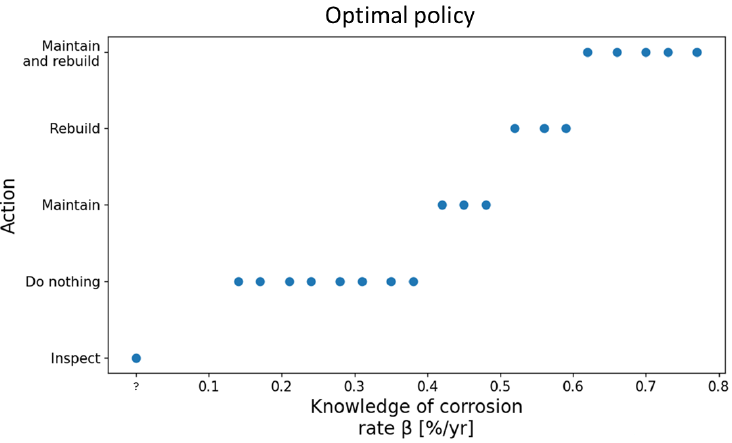 Optimal policy
Maintain
and rebuild
Rebuild
Maintain
Do nothing
Inspect
Action
? 0.1 0.2 0.3 0.4 0.5 0.6 0.7 0.8
Knowledge of corrosion
rate β [%/yr]